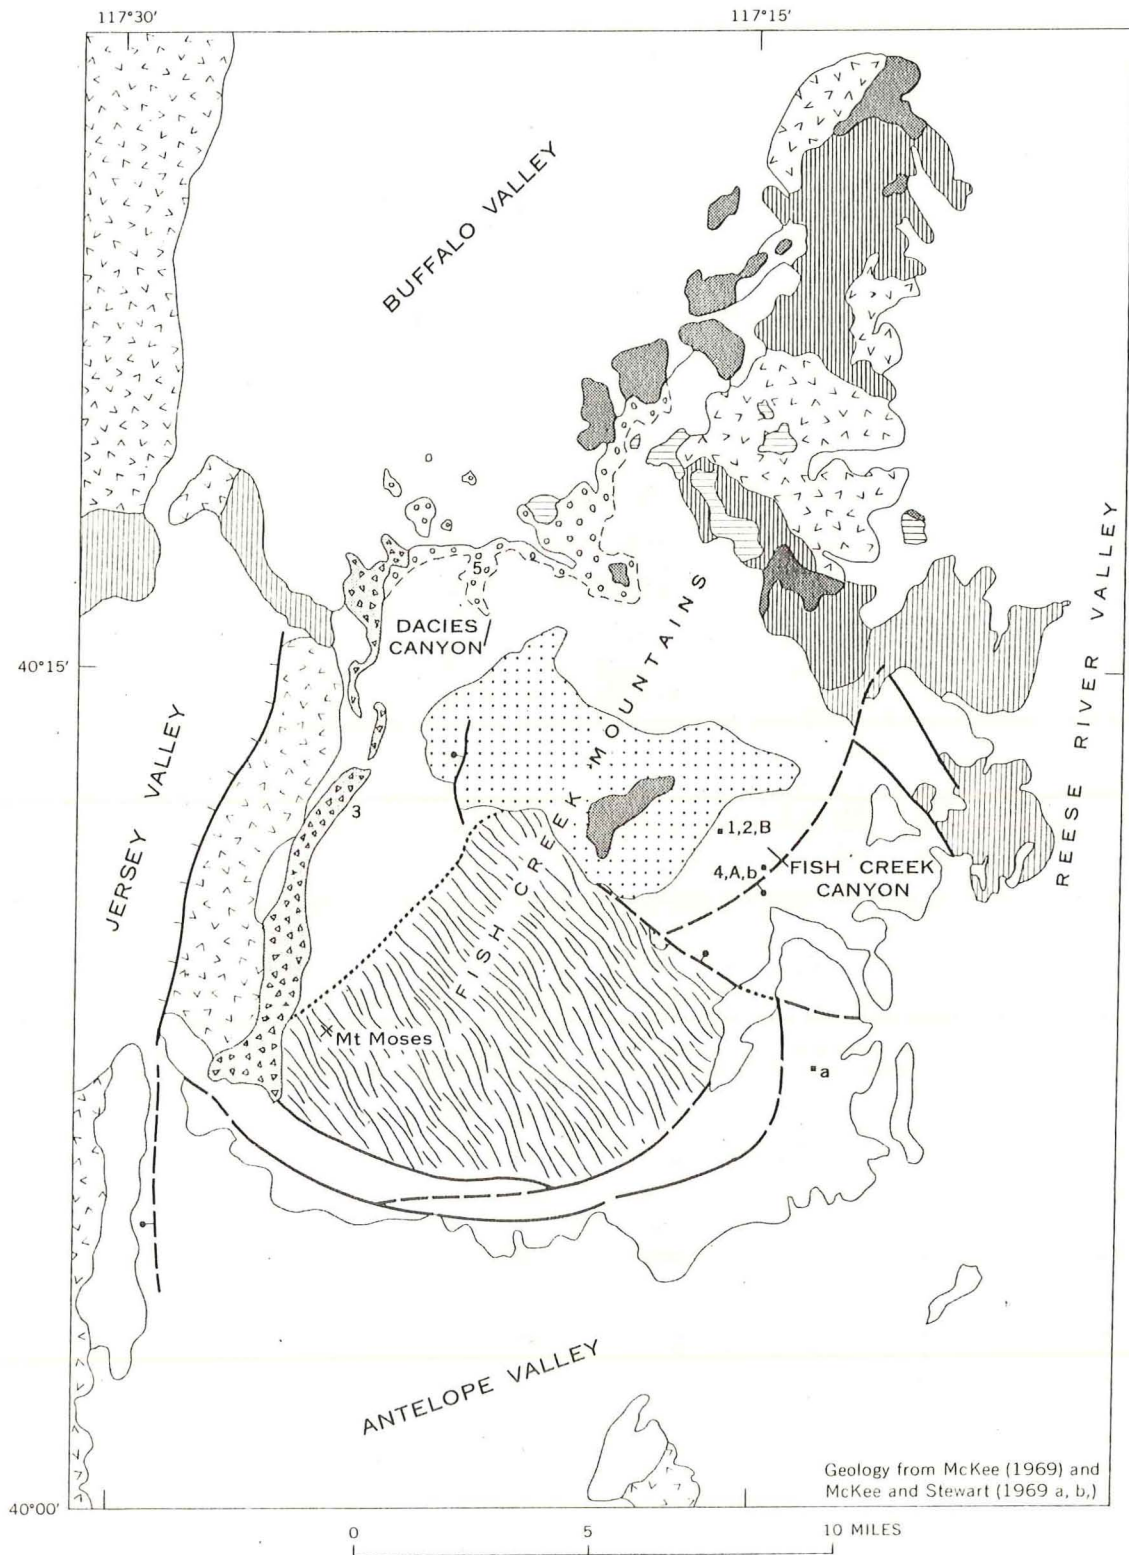 117°30′
117°15′
BUFFALO VALLEY
5
DACIES
CANYON
40°15′
FISH CREEK MOUNTAINS
REESE RIVER VALLEY
JERSEY VALLEY
3
1,2,B
4,A,b
FISH CREEK
CANYON
Mt Moses
a
ANTELOPE VALLEY
Geology from McKee (1969) and
McKee and Stewart (1969 a, b,)
40°00′
0 5 10 MILES